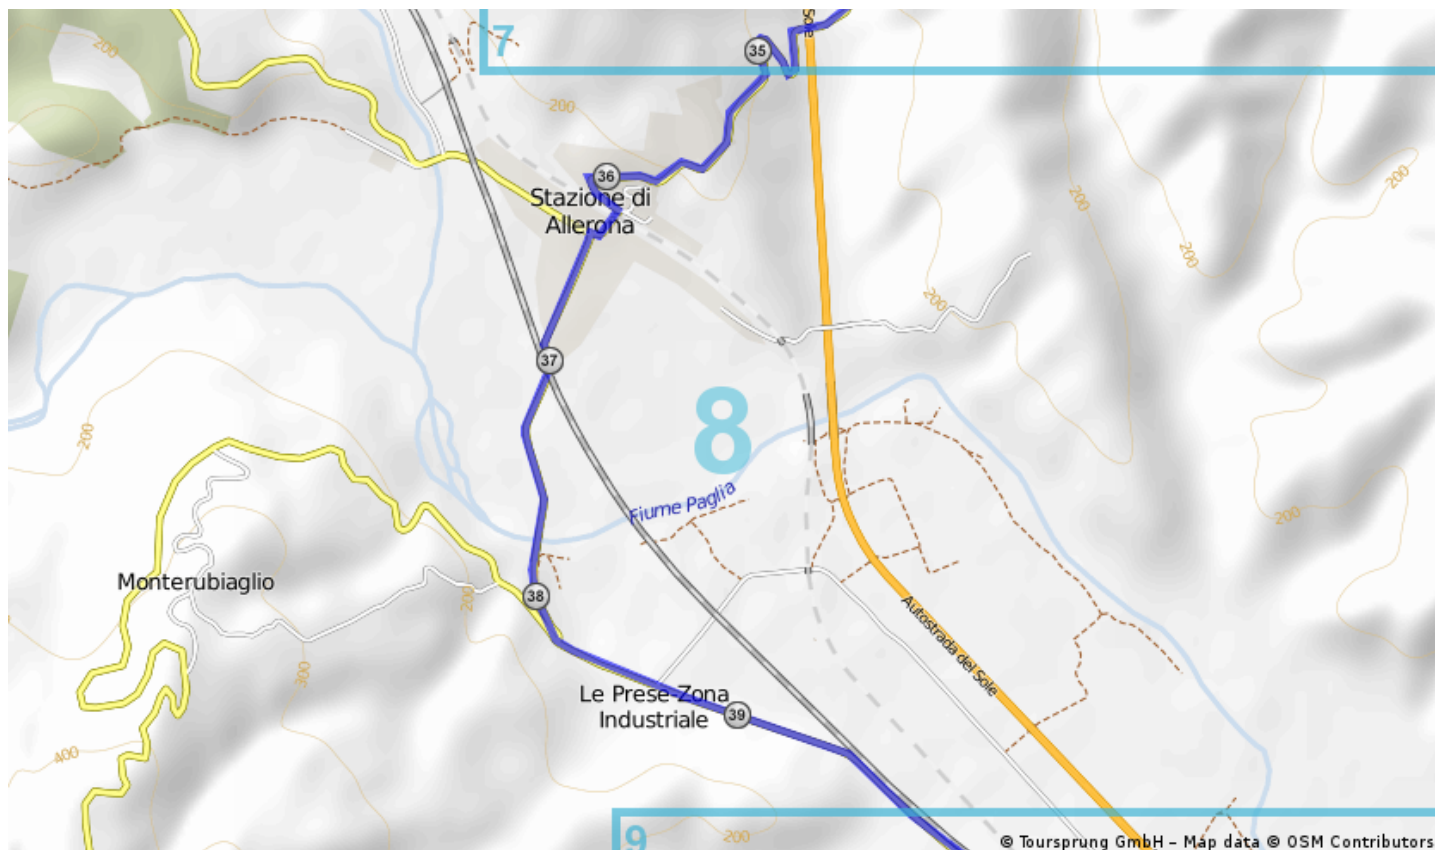 7
Sole
35
200
200
36
Stazione di
Allerona
200
200
200
200
37
8
200
Fiume Paglia
200
Monterubiaglio
38
200
Autostrada del Sole
300
Le Prese-Zona
Industriale
39
400
9
200
© Toursprung GmbH – Map data © OSM Contributors